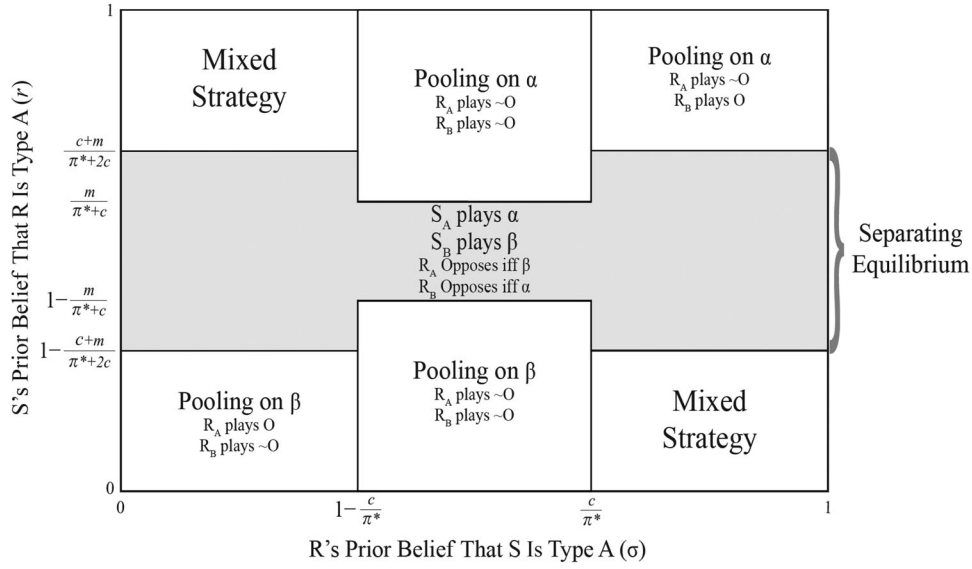 S's Prior Belief That R Is Type A (r)
1
c+m
π*+2c
m
π*+c
1−
m
π*+c
1−
c+m
π*+2c
0
Mixed
Strategy
Pooling on α
R_A plays ~O
R_B plays ~O
Pooling on α
R_A plays ~O
R_B plays O
S_A plays α
S_B plays β
R_A Opposes iff β
R_B Opposes iff α
Separating
Equilibrium
Pooling on β
R_A plays O
R_B plays ~O
Pooling on β
R_A plays ~O
R_B plays ~O
Mixed
Strategy
0
1−
c
π*
c
π*
1
R's Prior Belief That S Is Type A (σ)